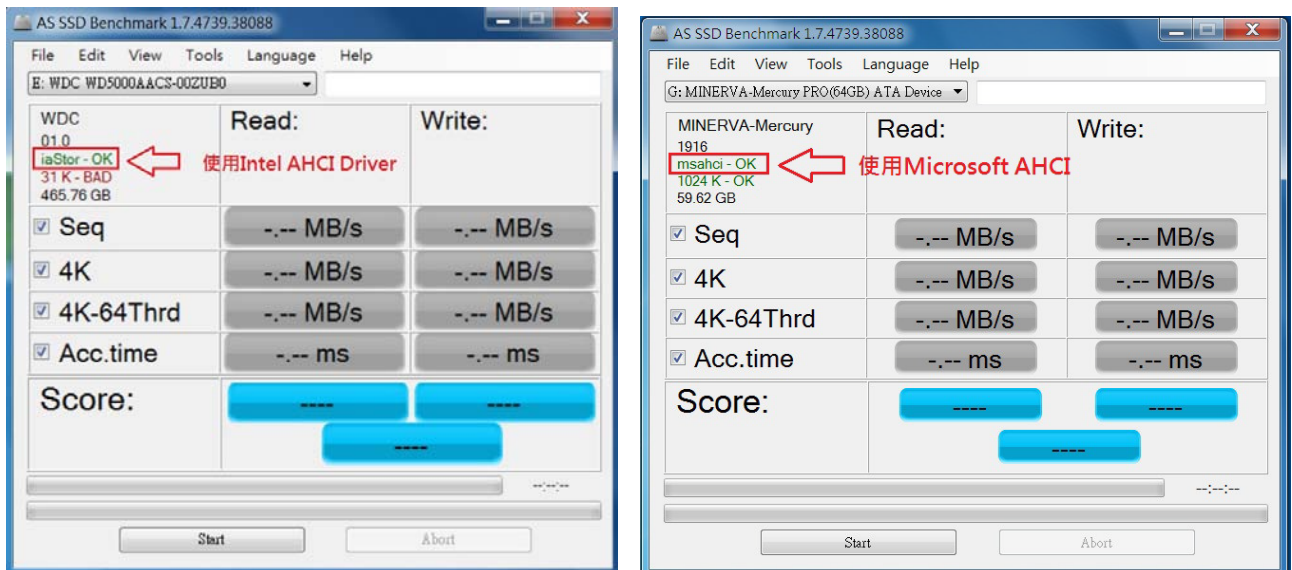 AS SSD Benchmark 1.7.4739.38088
File Edit View Tools Language Help
E: WDC WD5000AACS-00ZUB0
WDC
01.0
iaStor - OK
31 K - BAD
465.76 GB
使用Intel AHCI Driver
Read:
Write:
Seq
-.-- MB/s
-.-- MB/s
4K
-.-- MB/s
-.-- MB/s
4K-64Thrd
-.-- MB/s
-.-- MB/s
Acc.time
-.-- ms
-.-- ms
Score:
----
----
----
--:--:--
Start
Abort
AS SSD Benchmark 1.7.4739.38088
File Edit View Tools Language Help
G: MINERVA-Mercury PRO(64GB) ATA Device
MINERVA-Mercury
1916
msahci - OK
1024 K - OK
59.62 GB
使用Microsoft AHCI
Read:
Write:
Seq
-.-- MB/s
-.-- MB/s
4K
-.-- MB/s
-.-- MB/s
4K-64Thrd
-.-- MB/s
-.-- MB/s
Acc.time
-.-- ms
-.-- ms
Score:
----
----
----
--:--:--
Start
Abort